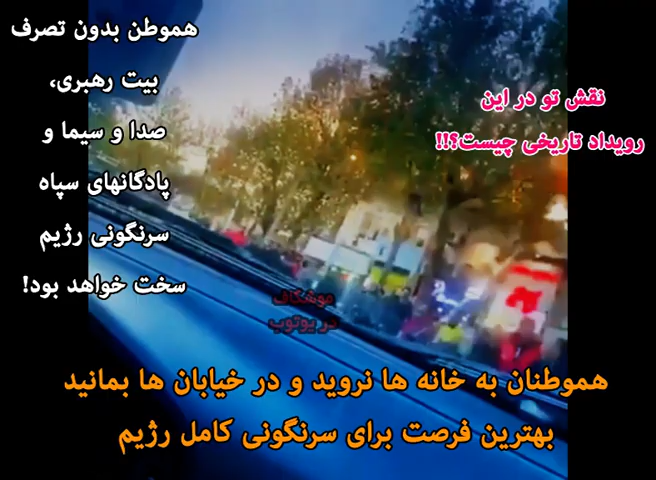 هموطن بدون تصرف
بیت رهبری،
صدا و سیما و
پادگانهای سپاه
سرنگونی رژیم
سخت خواهد بود!
نقش تو در این
رویداد تاریخی چیست؟!!
موشکاف
در یوتوب
هموطنان به خانه ها نروید و در خیابان ها بمانید
بهترین فرصت برای سرنگونی کامل رژیم